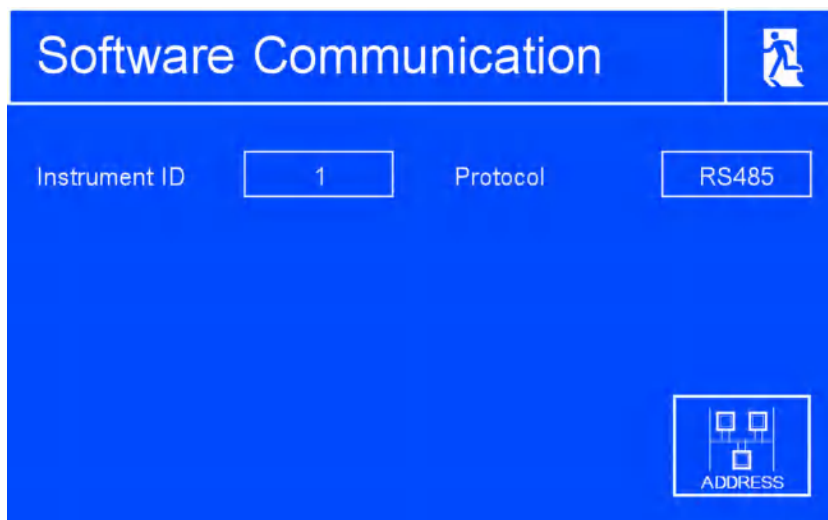 Software Communication
Instrument ID 1 Protocol RS485
ADDRESS